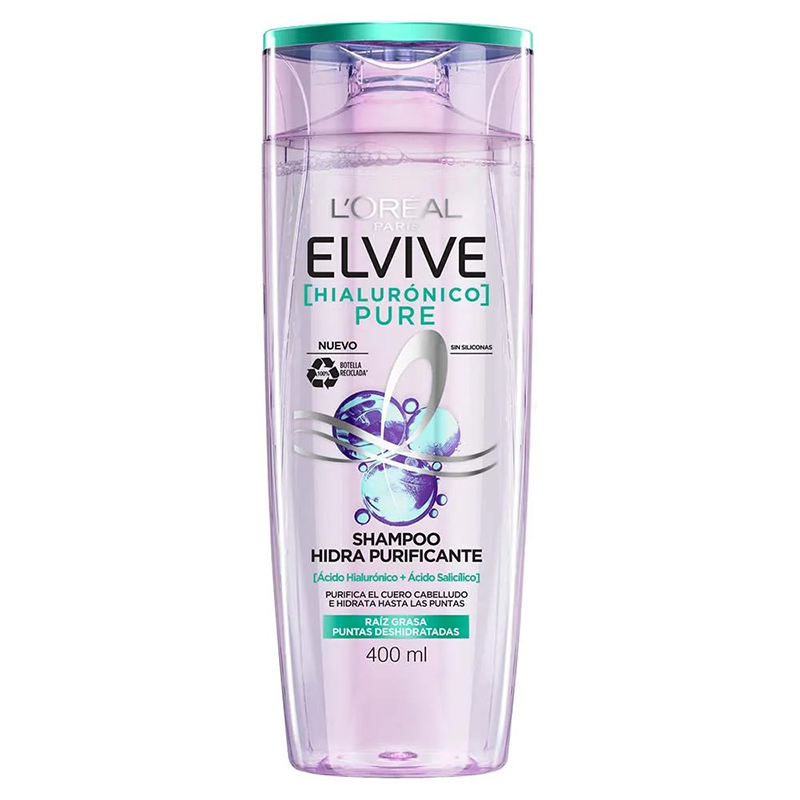 L'ORÉAL
PARIS
ELVIVE
[HIALURÓNICO]
PURE
NUEVO
SIN SILICONAS
100%
BOTELLA
RECICLADA*
SHAMPOO
HIDRA PURIFICANTE
[Ácido Hialurónico + Ácido Salicílico]
PURIFICA EL CUERO CABELLUDO
E HIDRATA HASTA LAS PUNTAS
RAÍZ GRASA
PUNTAS DESHIDRATADAS
400 ml